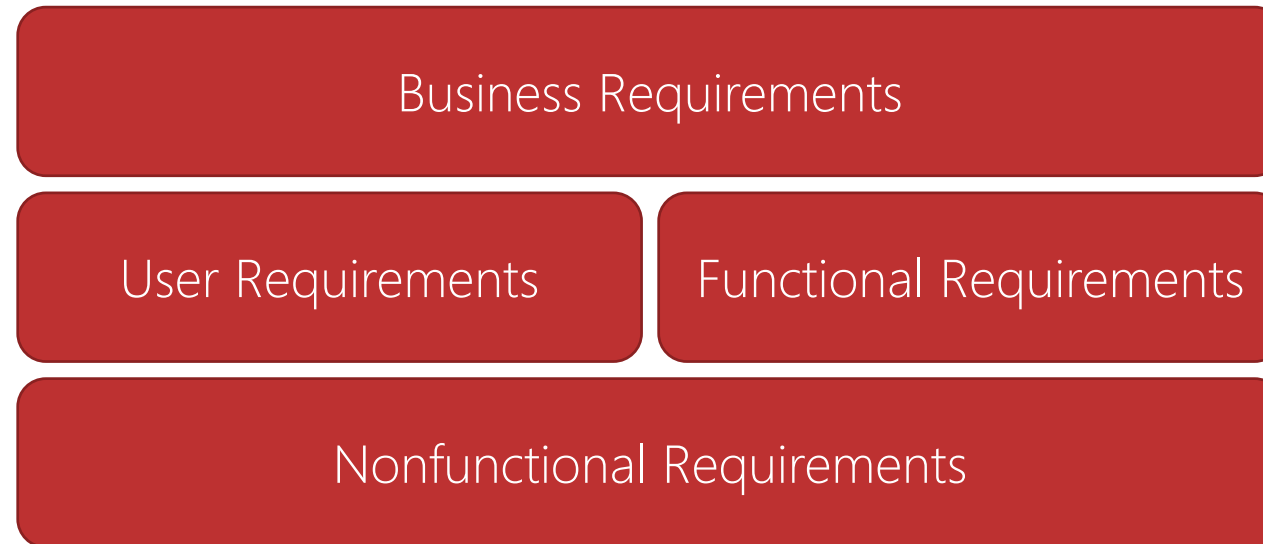 Business Requirements
User Requirements
Functional Requirements
Nonfunctional Requirements